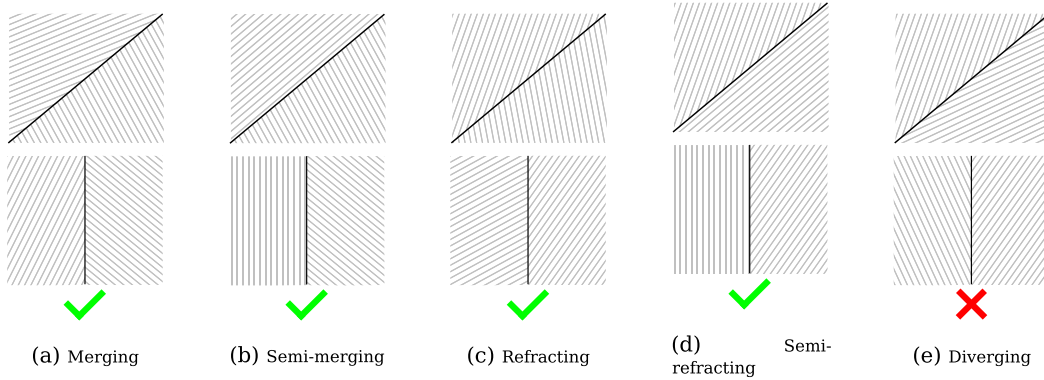 (a) Merging
(b) Semi-merging
(c) Refracting
(d) Semi-
refracting
(e) Diverging